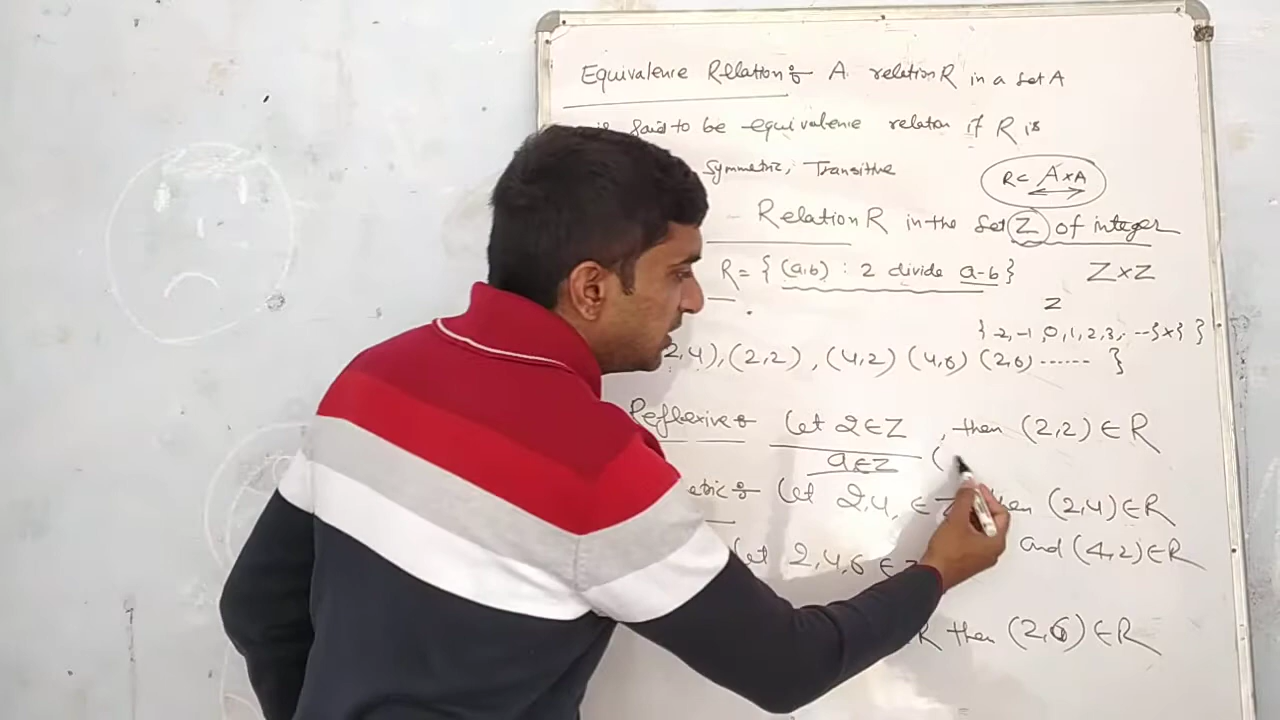 Equivalence Relation:- A. relation R in a set A
is said to be equivalence relation if R is
Symmetric, Transitive
R ⊂ A×A
- Relation R in the set Z of integer
R = { (a,b) : 2 divide a-b}
Z×Z
Z
{ -2, -1, 0, 1, 2, 3, --{×} }
2,4), (2,2), (4,2) (4,6) (2,6) ------ }
Reflexive:- Let 2∈Z, then (2,2) ∈ R
a∈Z (
etric:- Let 2,4, ∈ Z then (2,4)∈R
and (4,2)∈R
Let 2,4,6 ∈ Z
R then (2,6)∈R